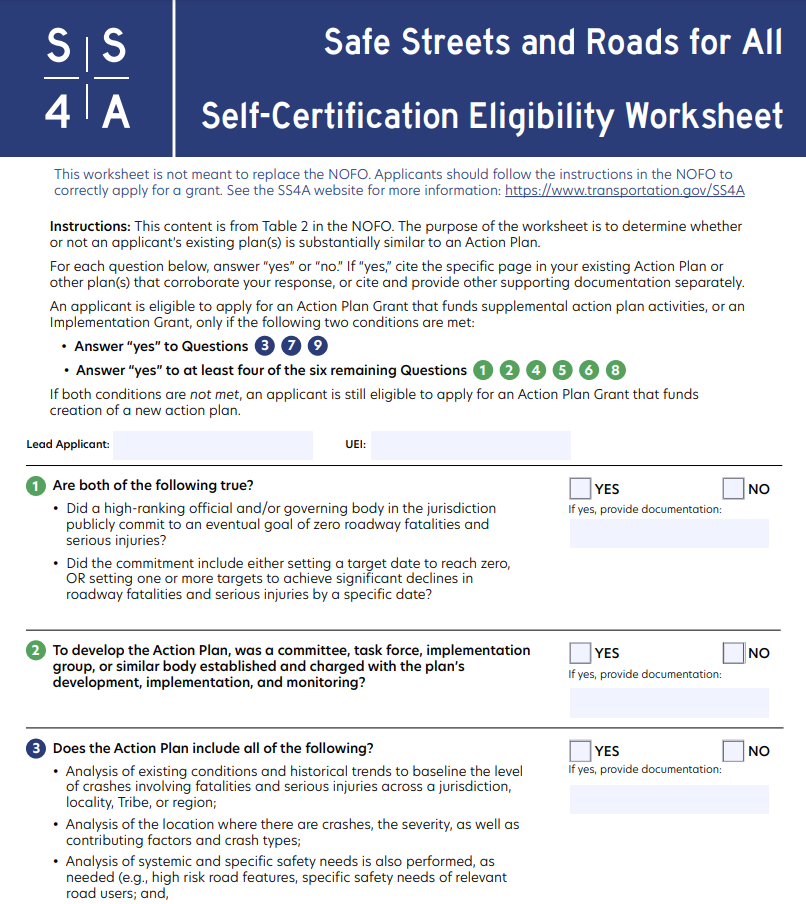 S S
4 A
Safe Streets and Roads for All
Self-Certification Eligibility Worksheet
This worksheet is not meant to replace the NOFO. Applicants should follow the instructions in the NOFO to
correctly apply for a grant. See the SS4A website for more information: https://www.transportation.gov/SS4A
Instructions: This content is from Table 2 in the NOFO. The purpose of the worksheet is to determine whether
or not an applicant's existing plan(s) is substantially similar to an Action Plan.
For each question below, answer “yes” or “no.” If “yes,” cite the specific page in your existing Action Plan or
other plan(s) that corroborate your response, or cite and provide other supporting documentation separately.
An applicant is eligible to apply for an Action Plan Grant that funds supplemental action plan activities, or an
Implementation Grant, only if the following two conditions are met:
• Answer “yes” to Questions 3 7 9
• Answer “yes” to at least four of the six remaining Questions 1 2 4 5 6 8
If both conditions are not met, an applicant is still eligible to apply for an Action Plan Grant that funds
creation of a new action plan.
Lead Applicant: UEI:
1 Are both of the following true?
• Did a high-ranking official and/or governing body in the jurisdiction
publicly commit to an eventual goal of zero roadway fatalities and
serious injuries?
• Did the commitment include either setting a target date to reach zero,
OR setting one or more targets to achieve significant declines in
roadway fatalities and serious injuries by a specific date?
YES NO
If yes, provide documentation:
2 To develop the Action Plan, was a committee, task force, implementation
group, or similar body established and charged with the plan's
development, implementation, and monitoring?
YES NO
If yes, provide documentation:
3 Does the Action Plan include all of the following?
• Analysis of existing conditions and historical trends to baseline the level
of crashes involving fatalities and serious injuries across a jurisdiction,
locality, Tribe, or region;
• Analysis of the location where there are crashes, the severity, as well as
contributing factors and crash types;
• Analysis of systemic and specific safety needs is also performed, as
needed (e.g., high risk road features, specific safety needs of relevant
road users; and,
YES NO
If yes, provide documentation: